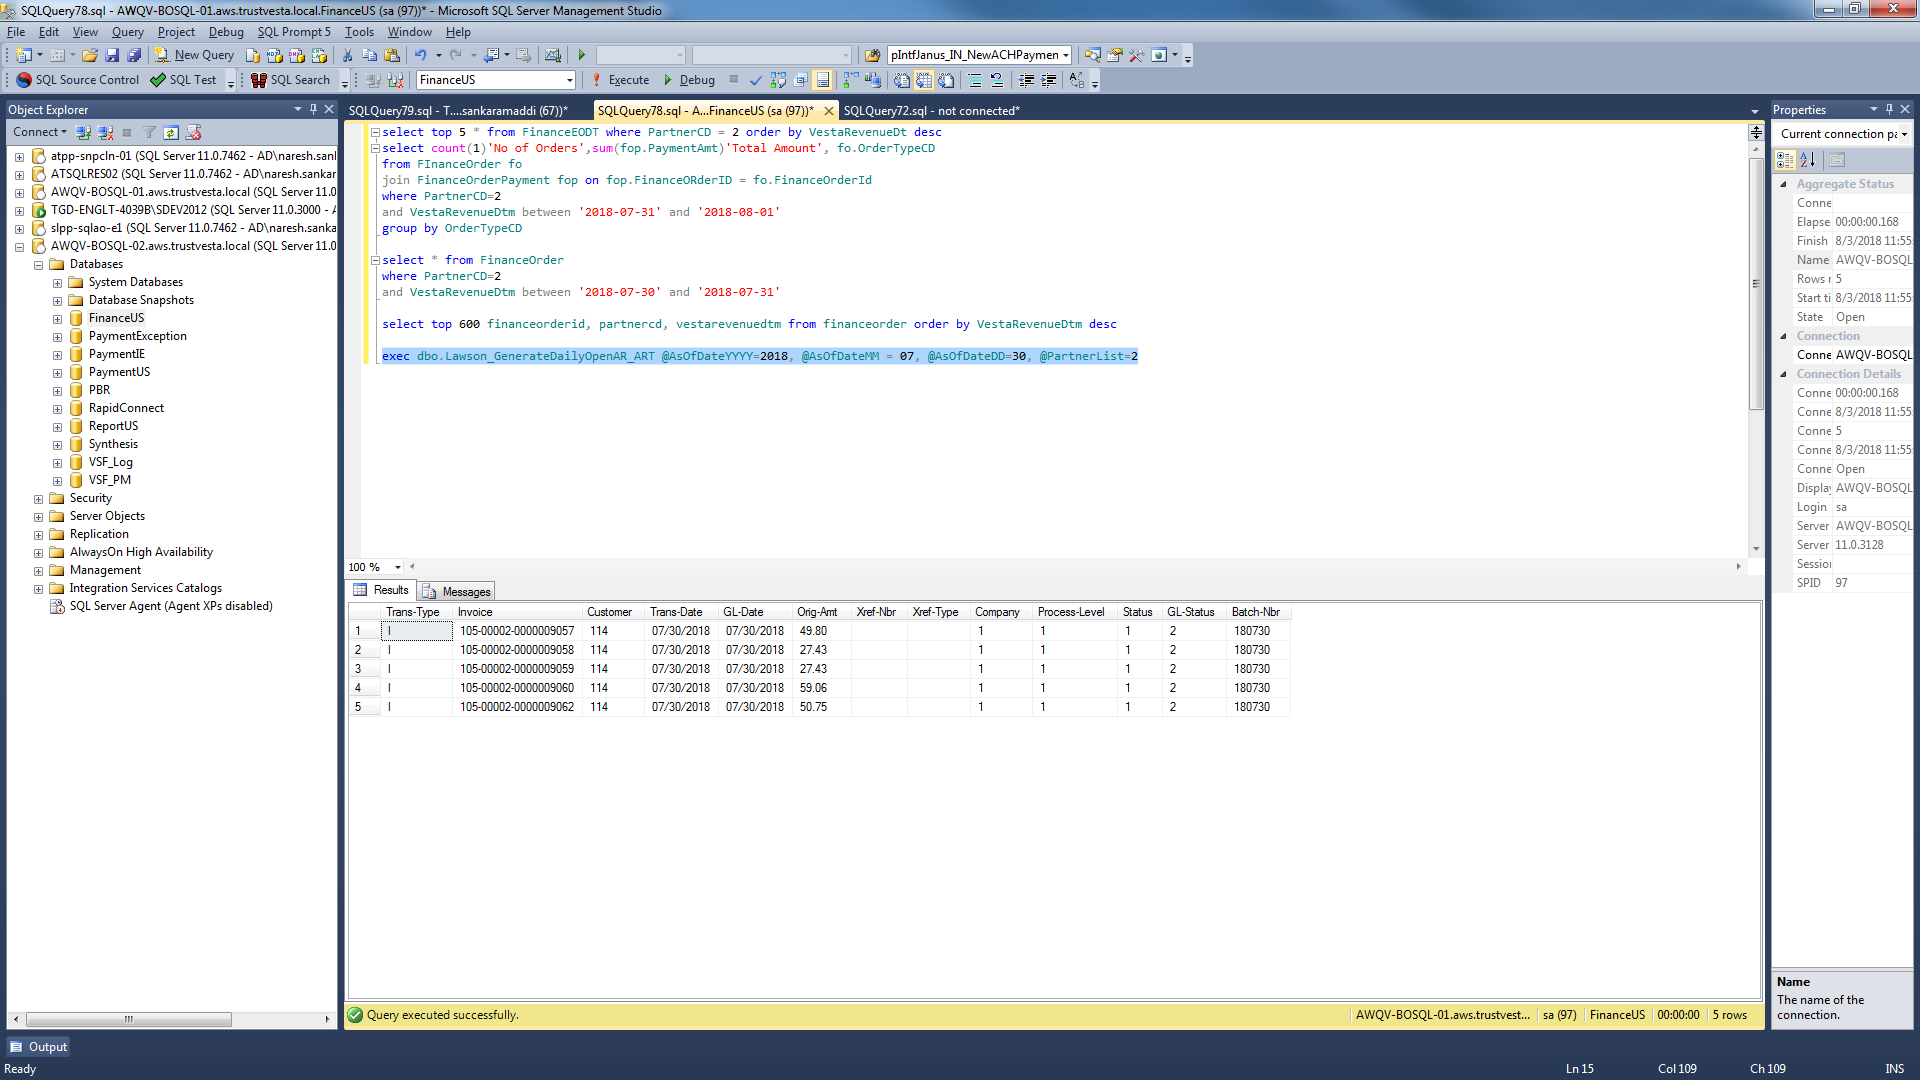 SQLQuery78.sql - AWQV-BOSQL-01.aws.trustvesta.local.FinanceUS (sa (97))* - Microsoft SQL Server Management Studio
File Edit View Query Project Debug SQL Prompt 5 Tools Window Help
New Query pIntfJanus_IN_NewACHPaymen
SQL Source Control SQL Test SQL Search FinanceUS Execute Debug
Object Explorer
Connect
atpp-snpcln-01 (SQL Server 11.0.7462 - AD\naresh.sanl
ATSQLRES02 (SQL Server 11.0.7462 - AD\naresh.sankar
AWQV-BOSQL-01.aws.trustvesta.local (SQL Server 11.0
TGD-ENGLT-4039B\SDEV2012 (SQL Server 11.0.3000 - A
slpp-sqlao-e1 (SQL Server 11.0.7462 - AD\naresh.sanka
AWQV-BOSQL-02.aws.trustvesta.local (SQL Server 11.0
Databases
System Databases
Database Snapshots
FinanceUS
PaymentException
PaymentIE
PaymentUS
PBR
RapidConnect
ReportUS
Synthesis
VSF_Log
VSF_PM
Security
Server Objects
Replication
AlwaysOn High Availability
Management
Integration Services Catalogs
SQL Server Agent (Agent XPs disabled)
SQLQuery79.sql - T....sankaramaddi (67))* SQLQuery78.sql - A...FinanceUS (sa (97))* SQLQuery72.sql - not connected*
select top 5 * from FinanceEODT where PartnerCD = 2 order by VestaRevenueDt desc
select count(1)'No of Orders',sum(fop.PaymentAmt)'Total Amount', fo.OrderTypeCD
from FInanceOrder fo
join FinanceOrderPayment fop on fop.FinanceORderID = fo.FinanceOrderId
where PartnerCD=2
and VestaRevenueDtm between '2018-07-31' and '2018-08-01'
group by OrderTypeCD
select * from FinanceOrder
where PartnerCD=2
and VestaRevenueDtm between '2018-07-30' and '2018-07-31'
select top 600 financeorderid, partnercd, vestarevenuedtm from financeorder order by VestaRevenueDtm desc
exec dbo.Lawson_GenerateDailyOpenAR_ART @AsOfDateYYYY=2018, @AsOfDateMM = 07, @AsOfDateDD=30, @PartnerList=2
100 %
Results Messages
Trans-Type Invoice Customer Trans-Date GL-Date Orig-Amt Xref-Nbr Xref-Type Company Process-Level Status GL-Status Batch-Nbr
1 I 105-00002-0000009057 114 07/30/2018 07/30/2018 49.80 1 1 1 2 180730
2 I 105-00002-0000009058 114 07/30/2018 07/30/2018 27.43 1 1 1 2 180730
3 I 105-00002-0000009059 114 07/30/2018 07/30/2018 27.43 1 1 1 2 180730
4 I 105-00002-0000009060 114 07/30/2018 07/30/2018 59.06 1 1 1 2 180730
5 I 105-00002-0000009062 114 07/30/2018 07/30/2018 50.75 1 1 1 2 180730
Query executed successfully. AWQV-BOSQL-01.aws.trustvest... sa (97) FinanceUS 00:00:00 5 rows
Properties
Current connection pa
Aggregate Status
Conne
Elapse 00:00:00.168
Finish 8/3/2018 11:55
Name AWQV-BOSQL
Rows r 5
Start ti 8/3/2018 11:55
State Open
Connection
Conne AWQV-BOSQL
Connection Details
Conne 00:00:00.168
Conne 8/3/2018 11:55
Conne 5
Conne 8/3/2018 11:55
Conne Open
Display AWQV-BOSQL
Login sa
Server AWQV-BOSQL
Server 11.0.3128
Session
SPID 97
Name
The name of the
connection.
Output
Ready Ln 15 Col 109 Ch 109 INS